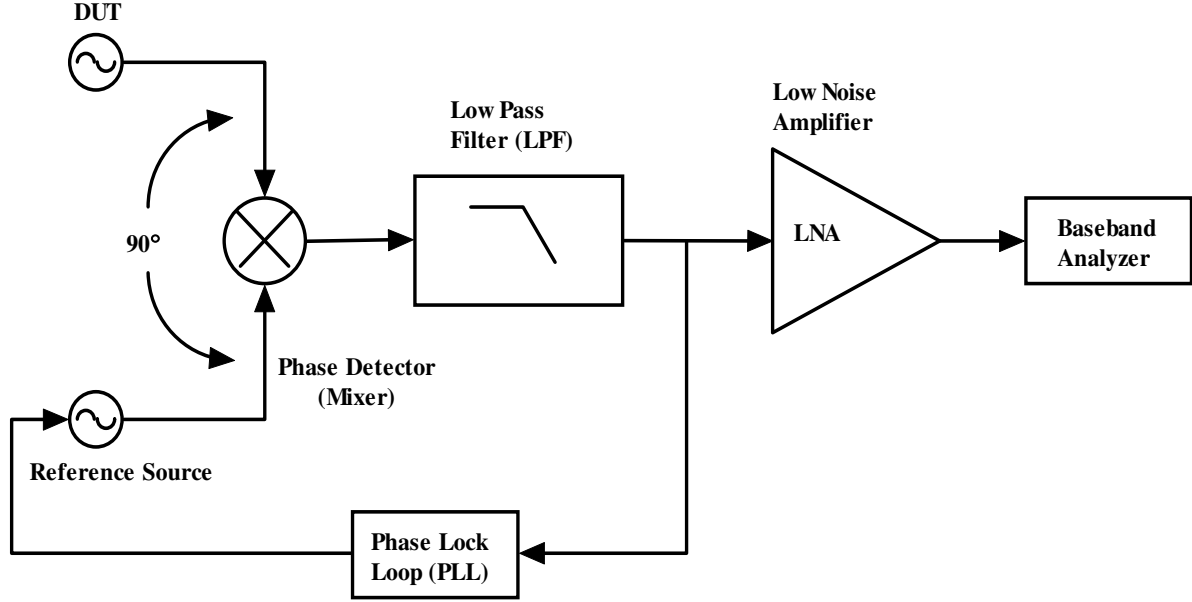 DUT
Low Pass
Filter (LPF)
Low Noise
Amplifier
90°
LNA
Baseband
Analyzer
Phase Detector
(Mixer)
Reference Source
Phase Lock
Loop (PLL)